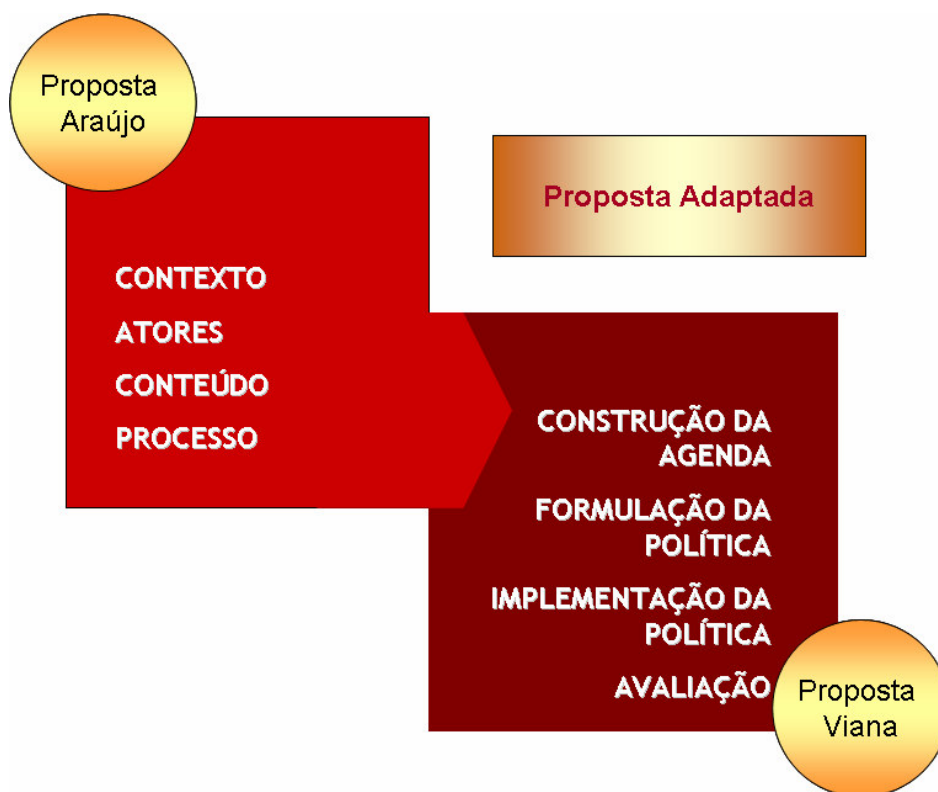 Proposta
Araújo
Proposta Adaptada
CONTEXTO
ATORES
CONTEÚDO
PROCESSO
CONSTRUÇÃO DA
AGENDA
FORMULAÇÃO DA
POLÍTICA
IMPLEMENTAÇÃO DA
POLÍTICA
AVALIAÇÃO
Proposta
Viana